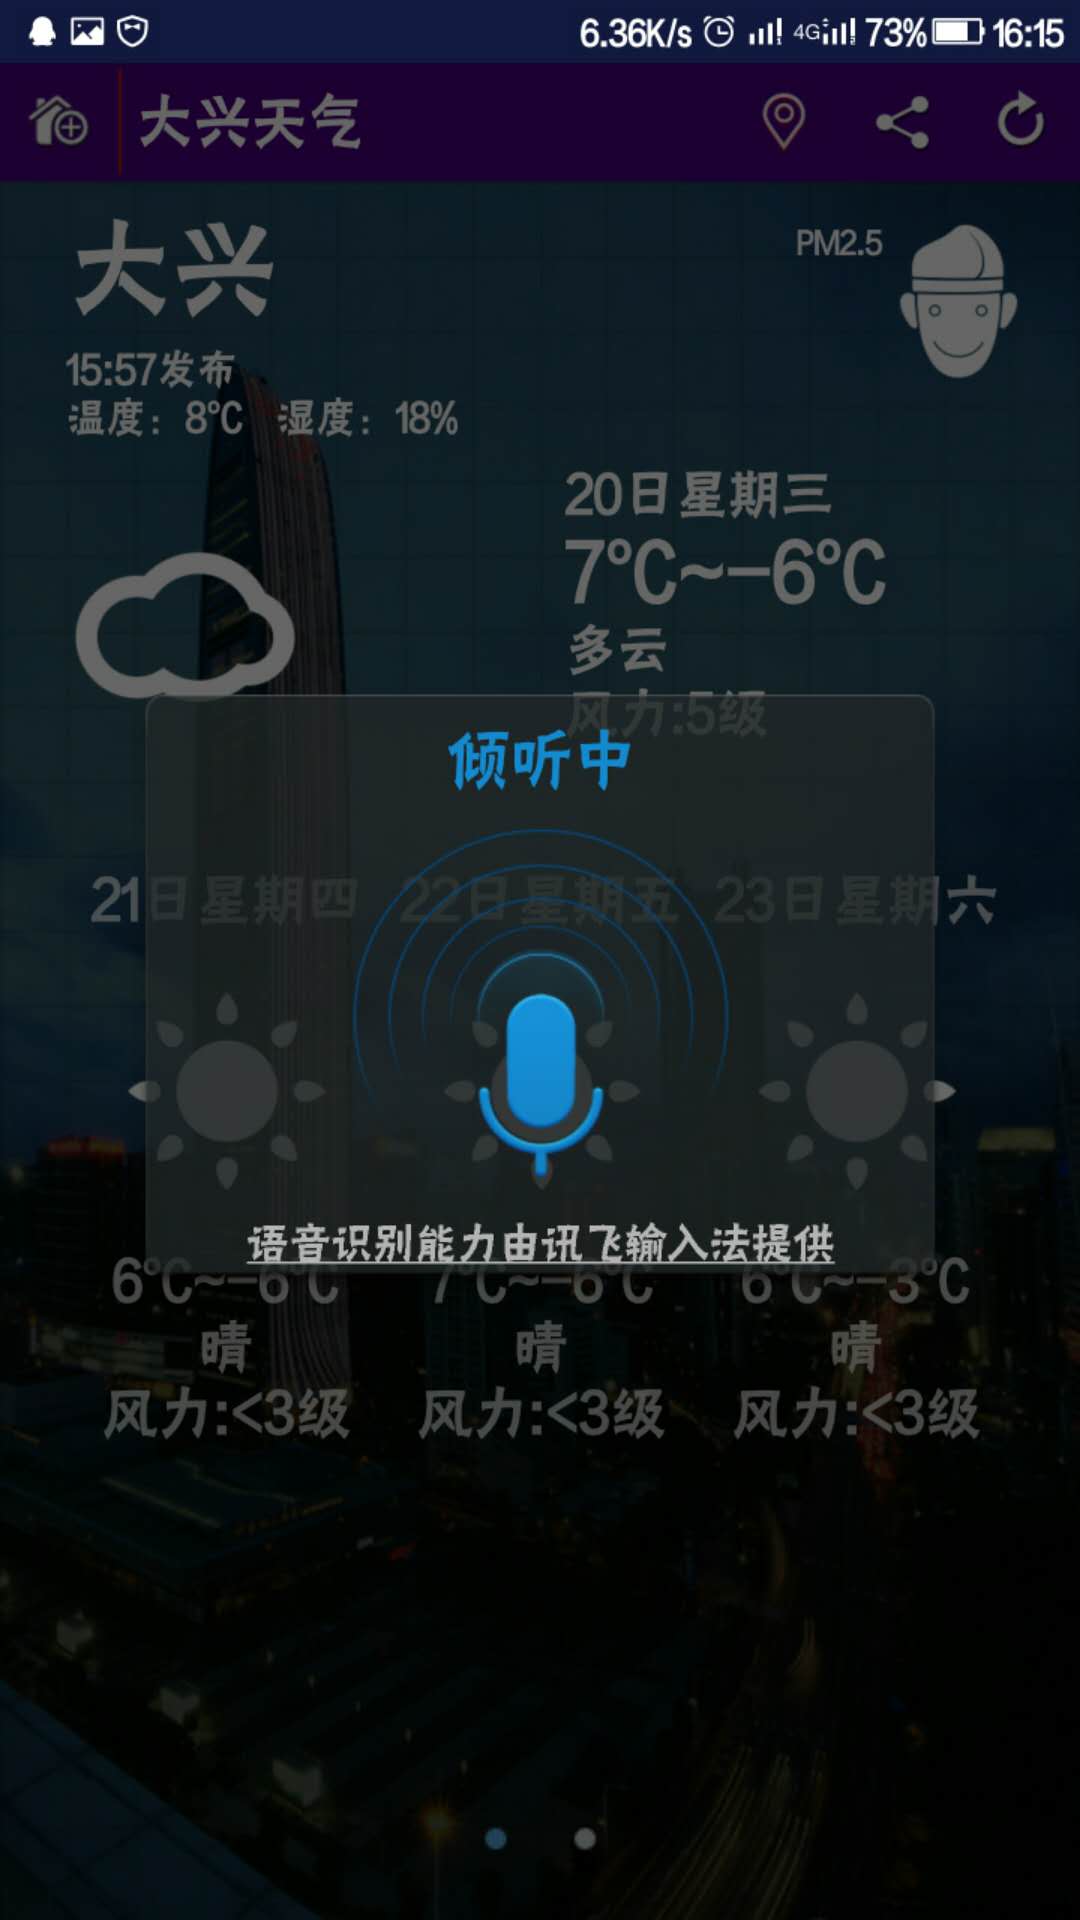 6.36K/s 4G 73% 16:15
大兴天气
大兴
PM2.5
15:57发布
温度：8℃ 湿度：18%
20日星期三
7℃~-6℃
多云
风力:5级
倾听中
21日星期四 22日星期五 23日星期六
语音识别能力由讯飞输入法提供
6℃~-6℃ 7℃~-6℃ 6℃~-3℃
晴 晴 晴
风力:<3级 风力:<3级 风力:<3级